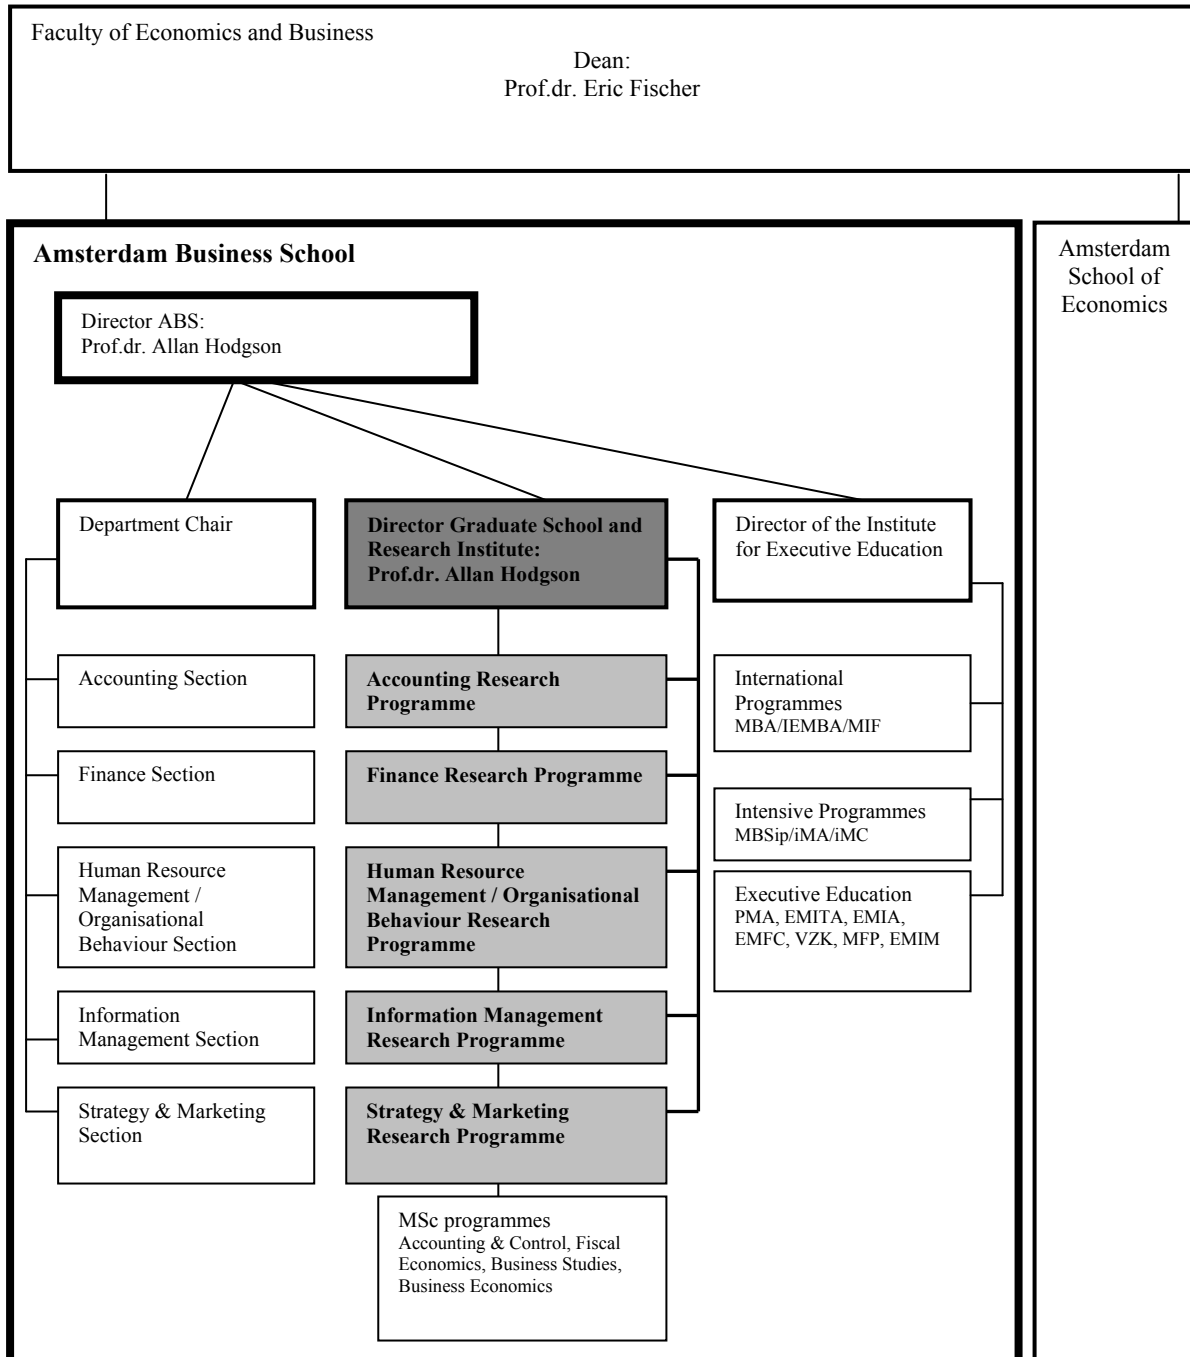 Faculty of Economics and Business
Dean:
Prof.dr. Eric Fischer
Amsterdam Business School
Amsterdam
School of
Economics
Director ABS:
Prof.dr. Allan Hodgson
Department Chair
Director Graduate School and
Research Institute:
Prof.dr. Allan Hodgson
Director of the Institute
for Executive Education
Accounting Section
Accounting Research
Programme
International
Programmes
MBA/IEMBA/MIF
Finance Section
Finance Research Programme
Intensive Programmes
MBSip/iMA/iMC
Human Resource
Management /
Organisational
Behaviour Section
Human Resource
Management / Organisational
Behaviour Research
Programme
Executive Education
PMA, EMITA, EMIA,
EMFC, VZK, MFP, EMIM
Information
Management Section
Information Management
Research Programme
Strategy & Marketing
Section
Strategy & Marketing
Research Programme
MSc programmes
Accounting & Control, Fiscal
Economics, Business Studies,
Business Economics